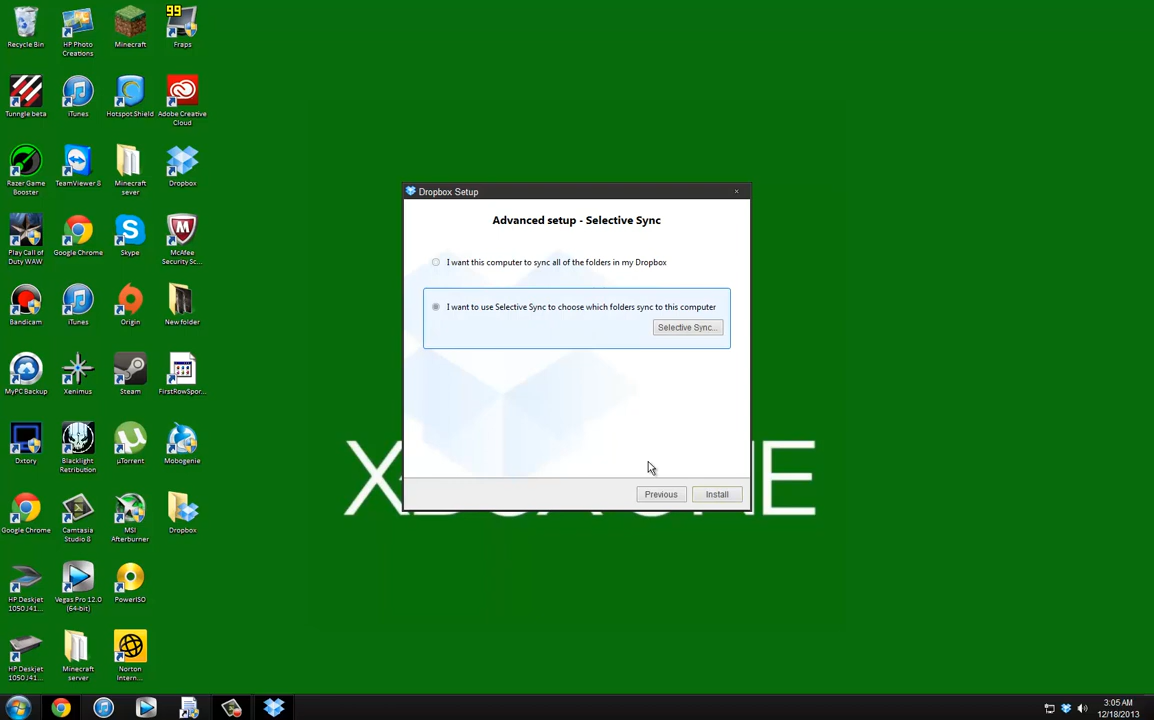 99
Recycle Bin
HP Photo
Creations
Minecraft
Fraps
Tunngle beta
iTunes
Hotspot Shield
Adobe Creative
Cloud
Razer Game
Booster
TeamViewer 8
Minecraft
sever
Dropbox
Play Call of
Duty WAW
Google Chrome
Skype
McAfee
Security Sc...
Bandicam
iTunes
Origin
New folder
MyPC Backup
Xenimus
Steam
FirstRowSpor...
Dxtory
Blacklight
Retribution
µTorrent
Mobogenie
Google Chrome
Camtasia
Studio 8
MSI
Afterburner
Dropbox
HP Deskjet
1050 J41...
Vegas Pro 12.0
(64-bit)
PowerISO
HP Deskjet
1050 J41...
Minecraft
server
Norton
Intern...
Dropbox Setup
Advanced setup - Selective Sync
I want this computer to sync all of the folders in my Dropbox
I want to use Selective Sync to choose which folders sync to this computer
Selective Sync...
Previous
Install
3:05 AM
12/18/2013